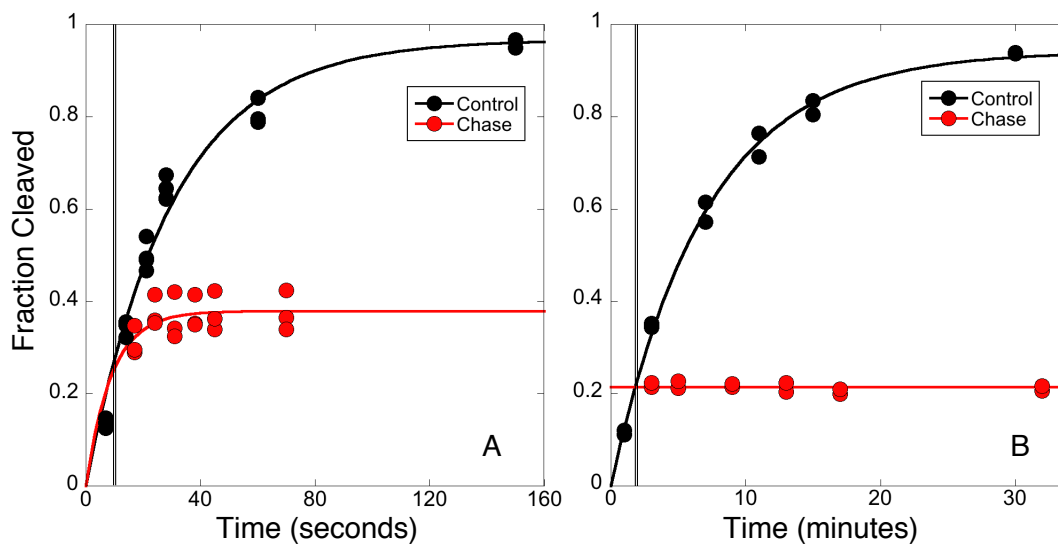 Fraction Cleaved
1
0.8
0.6
0.4
0.2
0
Control
Chase
A
0 40 80 120 160
Time (seconds)
1
0.8
0.6
0.4
0.2
0
Control
Chase
B
0 10 20 30
Time (minutes)